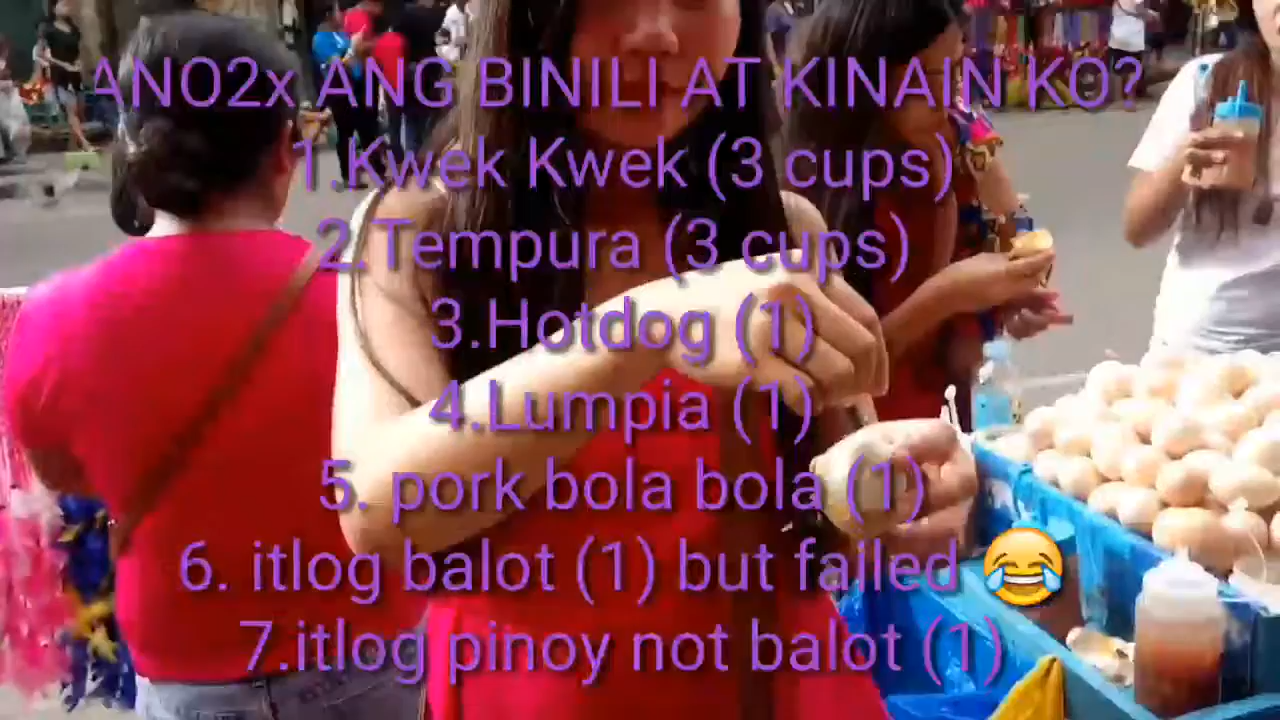 ANO2x ANG BINILI AT KINAIN KO?
1.Kwek Kwek (3 cups)
2.Tempura (3 cups)
3.Hotdog (1)
4.Lumpia (1)
5. pork bola bola (1)
6. itlog balot (1) but failed 😂
7.itlog pinoy not balot (1)